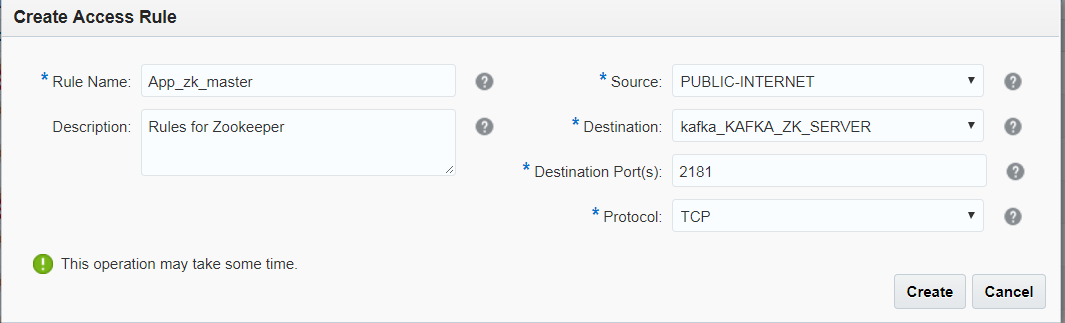 Create Access Rule
* Rule Name: App_zk_master ?
Description: Rules for Zookeeper ?
* Source: PUBLIC-INTERNET ?
* Destination: kafka_KAFKA_ZK_SERVER ?
* Destination Port(s): 2181 ?
* Protocol: TCP ?
! This operation may take some time.
Create Cancel